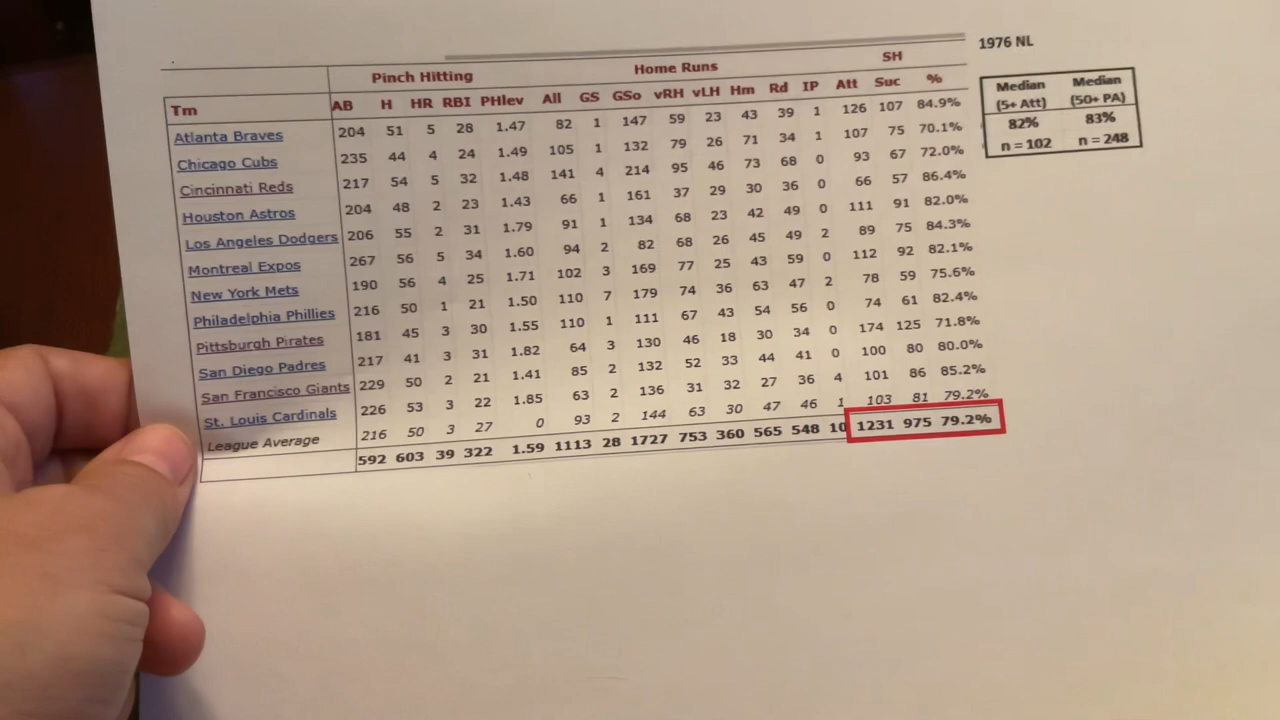 1976 NL
Pinch Hitting Home Runs SH
Tm AB H HR RBI PHlev All GS GSo vRH vLH Hm Rd IP Att Suc %
Atlanta Braves 204 51 5 28 1.47 82 1 147 59 23 43 39 1 126 107 84.9%
Chicago Cubs 235 44 4 24 1.49 105 1 132 79 26 71 34 1 107 75 70.1%
Cincinnati Reds 217 54 5 32 1.48 141 4 214 95 46 73 68 0 93 67 72.0%
Houston Astros 204 48 2 23 1.43 66 1 161 37 29 30 36 0 66 57 86.4%
Los Angeles Dodgers 206 55 2 31 1.79 91 1 134 68 23 42 49 0 111 91 82.0%
Montreal Expos 267 56 5 34 1.60 94 2 82 68 26 45 49 2 89 75 84.3%
New York Mets 190 56 4 25 1.71 102 3 169 77 25 43 59 0 112 92 82.1%
Philadelphia Phillies 216 50 1 21 1.50 110 7 179 74 36 63 47 2 78 59 75.6%
Pittsburgh Pirates 181 45 3 30 1.55 110 1 111 67 43 54 56 0 74 61 82.4%
San Diego Padres 217 41 3 31 1.82 64 3 130 46 18 30 34 0 174 125 71.8%
San Francisco Giants 229 50 2 21 1.41 85 2 132 52 33 44 41 0 100 80 80.0%
St. Louis Cardinals 226 53 3 22 1.85 63 2 136 31 32 27 36 4 101 86 85.2%
League Average 216 50 3 27 0 93 2 144 63 30 47 46 1 103 81 79.2%
592 603 39 322 1.59 1113 28 1727 753 360 565 548 10 1231 975 79.2%
Median Median
(5+ Att) (50+ PA)
82% 83%
n = 102 n = 248